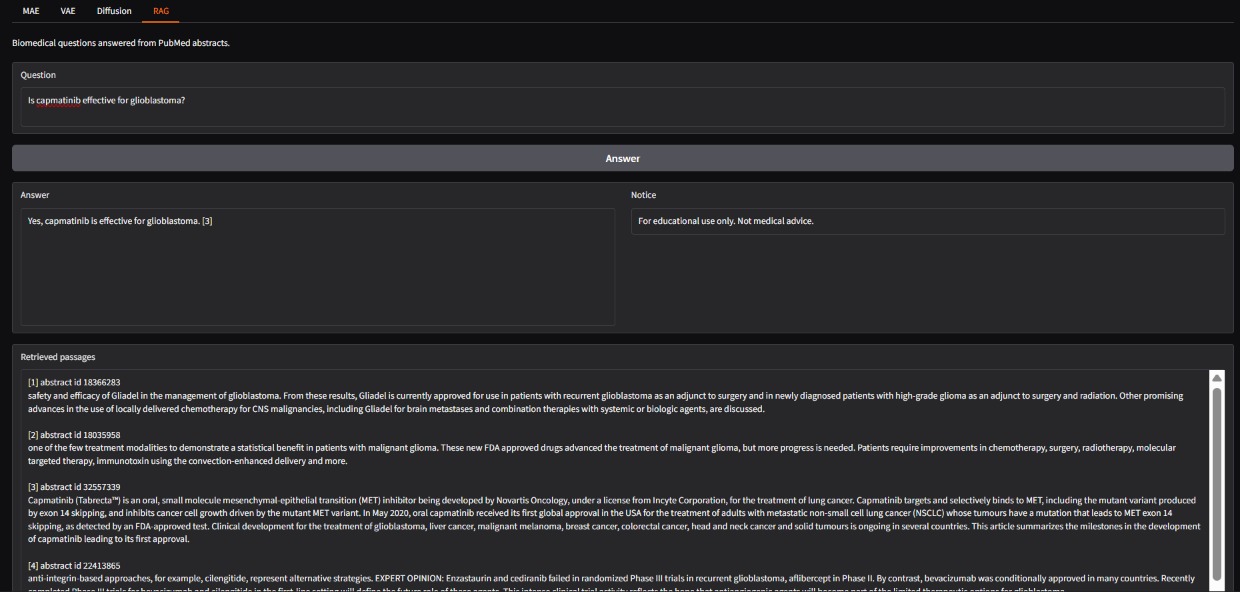 MAE VAE Diffusion RAG
Biomedical questions answered from PubMed abstracts.
Question
Is capmatinib effective for glioblastoma?
Answer
Answer
Yes, capmatinib is effective for glioblastoma. [3]
Notice
For educational use only. Not medical advice.
Retrieved passages
[1] abstract id 18366283
safety and efficacy of Gliadel in the management of glioblastoma. From these results, Gliadel is currently approved for use in patients with recurrent glioblastoma as an adjunct to surgery and in newly diagnosed patients with high-grade glioma as an adjunct to surgery and radiation. Other promising
advances in the use of locally delivered chemotherapy for CNS malignancies, including Gliadel for brain metastases and combination therapies with systemic or biologic agents, are discussed.
[2] abstract id 18035958
one of the few treatment modalities to demonstrate a statistical benefit in patients with malignant glioma. These new FDA approved drugs advanced the treatment of malignant glioma, but more progress is needed. Patients require improvements in chemotherapy, surgery, radiotherapy, molecular
targeted therapy, immunotoxin using the convection-enhanced delivery and more.
[3] abstract id 32557339
Capmatinib (Tabrecta™) is an oral, small molecule mesenchymal-epithelial transition (MET) inhibitor being developed by Novartis Oncology, under a license from Incyte Corporation, for the treatment of lung cancer. Capmatinib targets and selectively binds to MET, including the mutant variant produced
by exon 14 skipping, and inhibits cancer cell growth driven by the mutant MET variant. In May 2020, oral capmatinib received its first global approval in the USA for the treatment of adults with metastatic non-small cell lung cancer (NSCLC) whose tumours have a mutation that leads to MET exon 14
skipping, as detected by an FDA-approved test. Clinical development for the treatment of glioblastoma, liver cancer, malignant melanoma, breast cancer, colorectal cancer, head and neck cancer and solid tumours is ongoing in several countries. This article summarizes the milestones in the development
of capmatinib leading to its first approval.
[4] abstract id 22413865
anti-integrin-based approaches, for example, cilengitide, represent alternative strategies. EXPERT OPINION: Enzastaurin and cediranib failed in randomized Phase III trials in recurrent glioblastoma, aflibercept in Phase II. By contrast, bevacizumab was conditionally approved in many countries. Recently